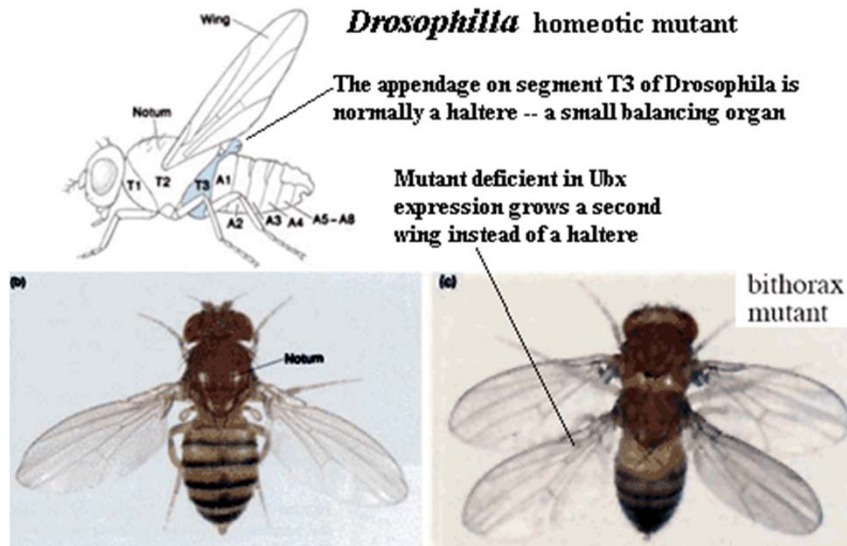 Drosophilla homeotic mutant
Wing
The appendage on segment T3 of Drosophila is
normally a haltere -- a small balancing organ
Notum
T1
T2
T3
A1
A2
A3
A4
A5–A8
Mutant deficient in Ubx
expression grows a second
wing instead of a haltere
(b)
Notum
(c)
bithorax
mutant